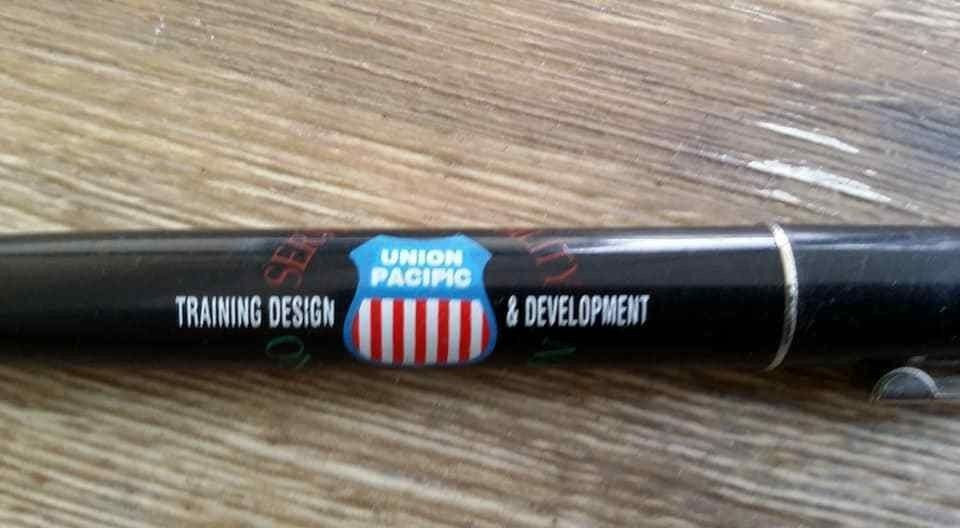 UNION
PACIFIC
TRAINING DESIGN & DEVELOPMENT